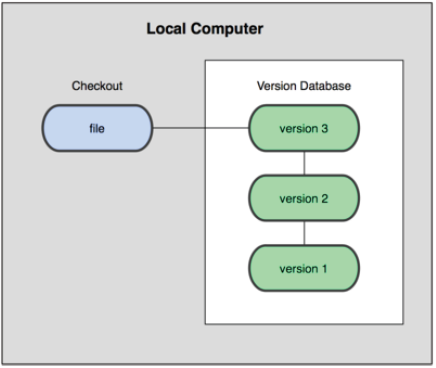 Local Computer
Checkout
Version Database
file
version 3
version 2
version 1